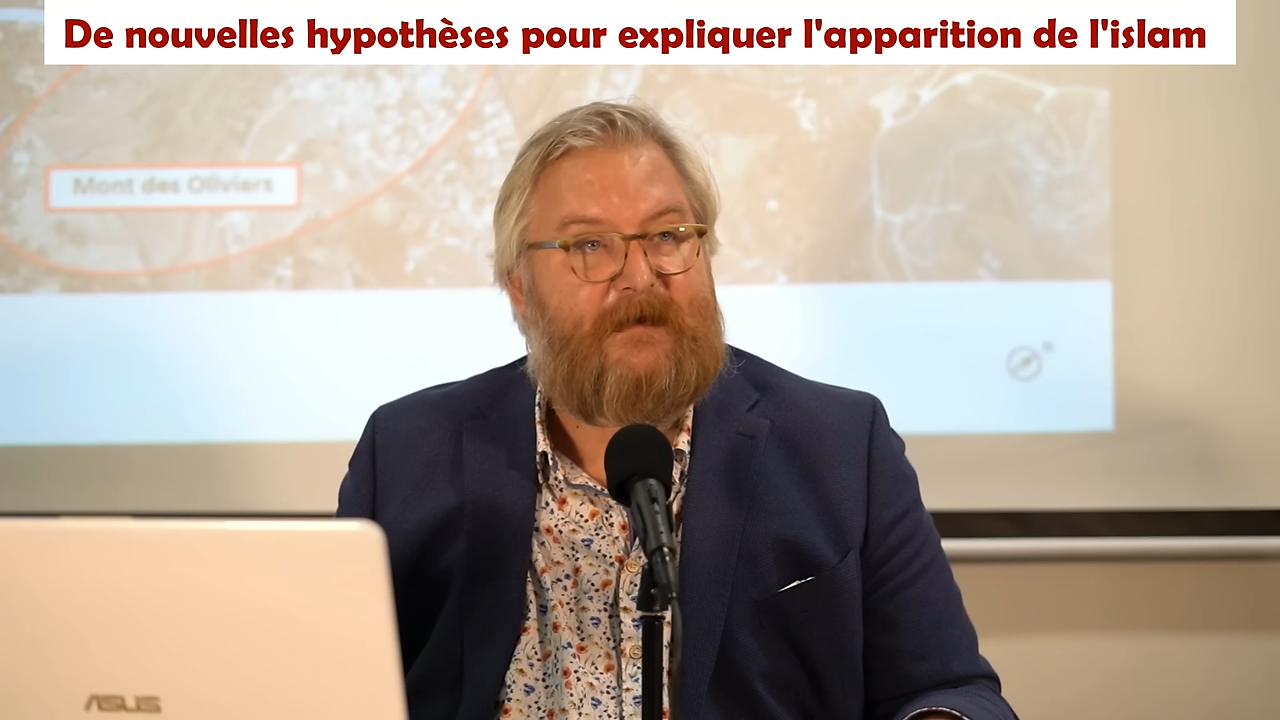 De nouvelles hypothèses pour expliquer l'apparition de l'islam
Mont des Oliviers
ASUS